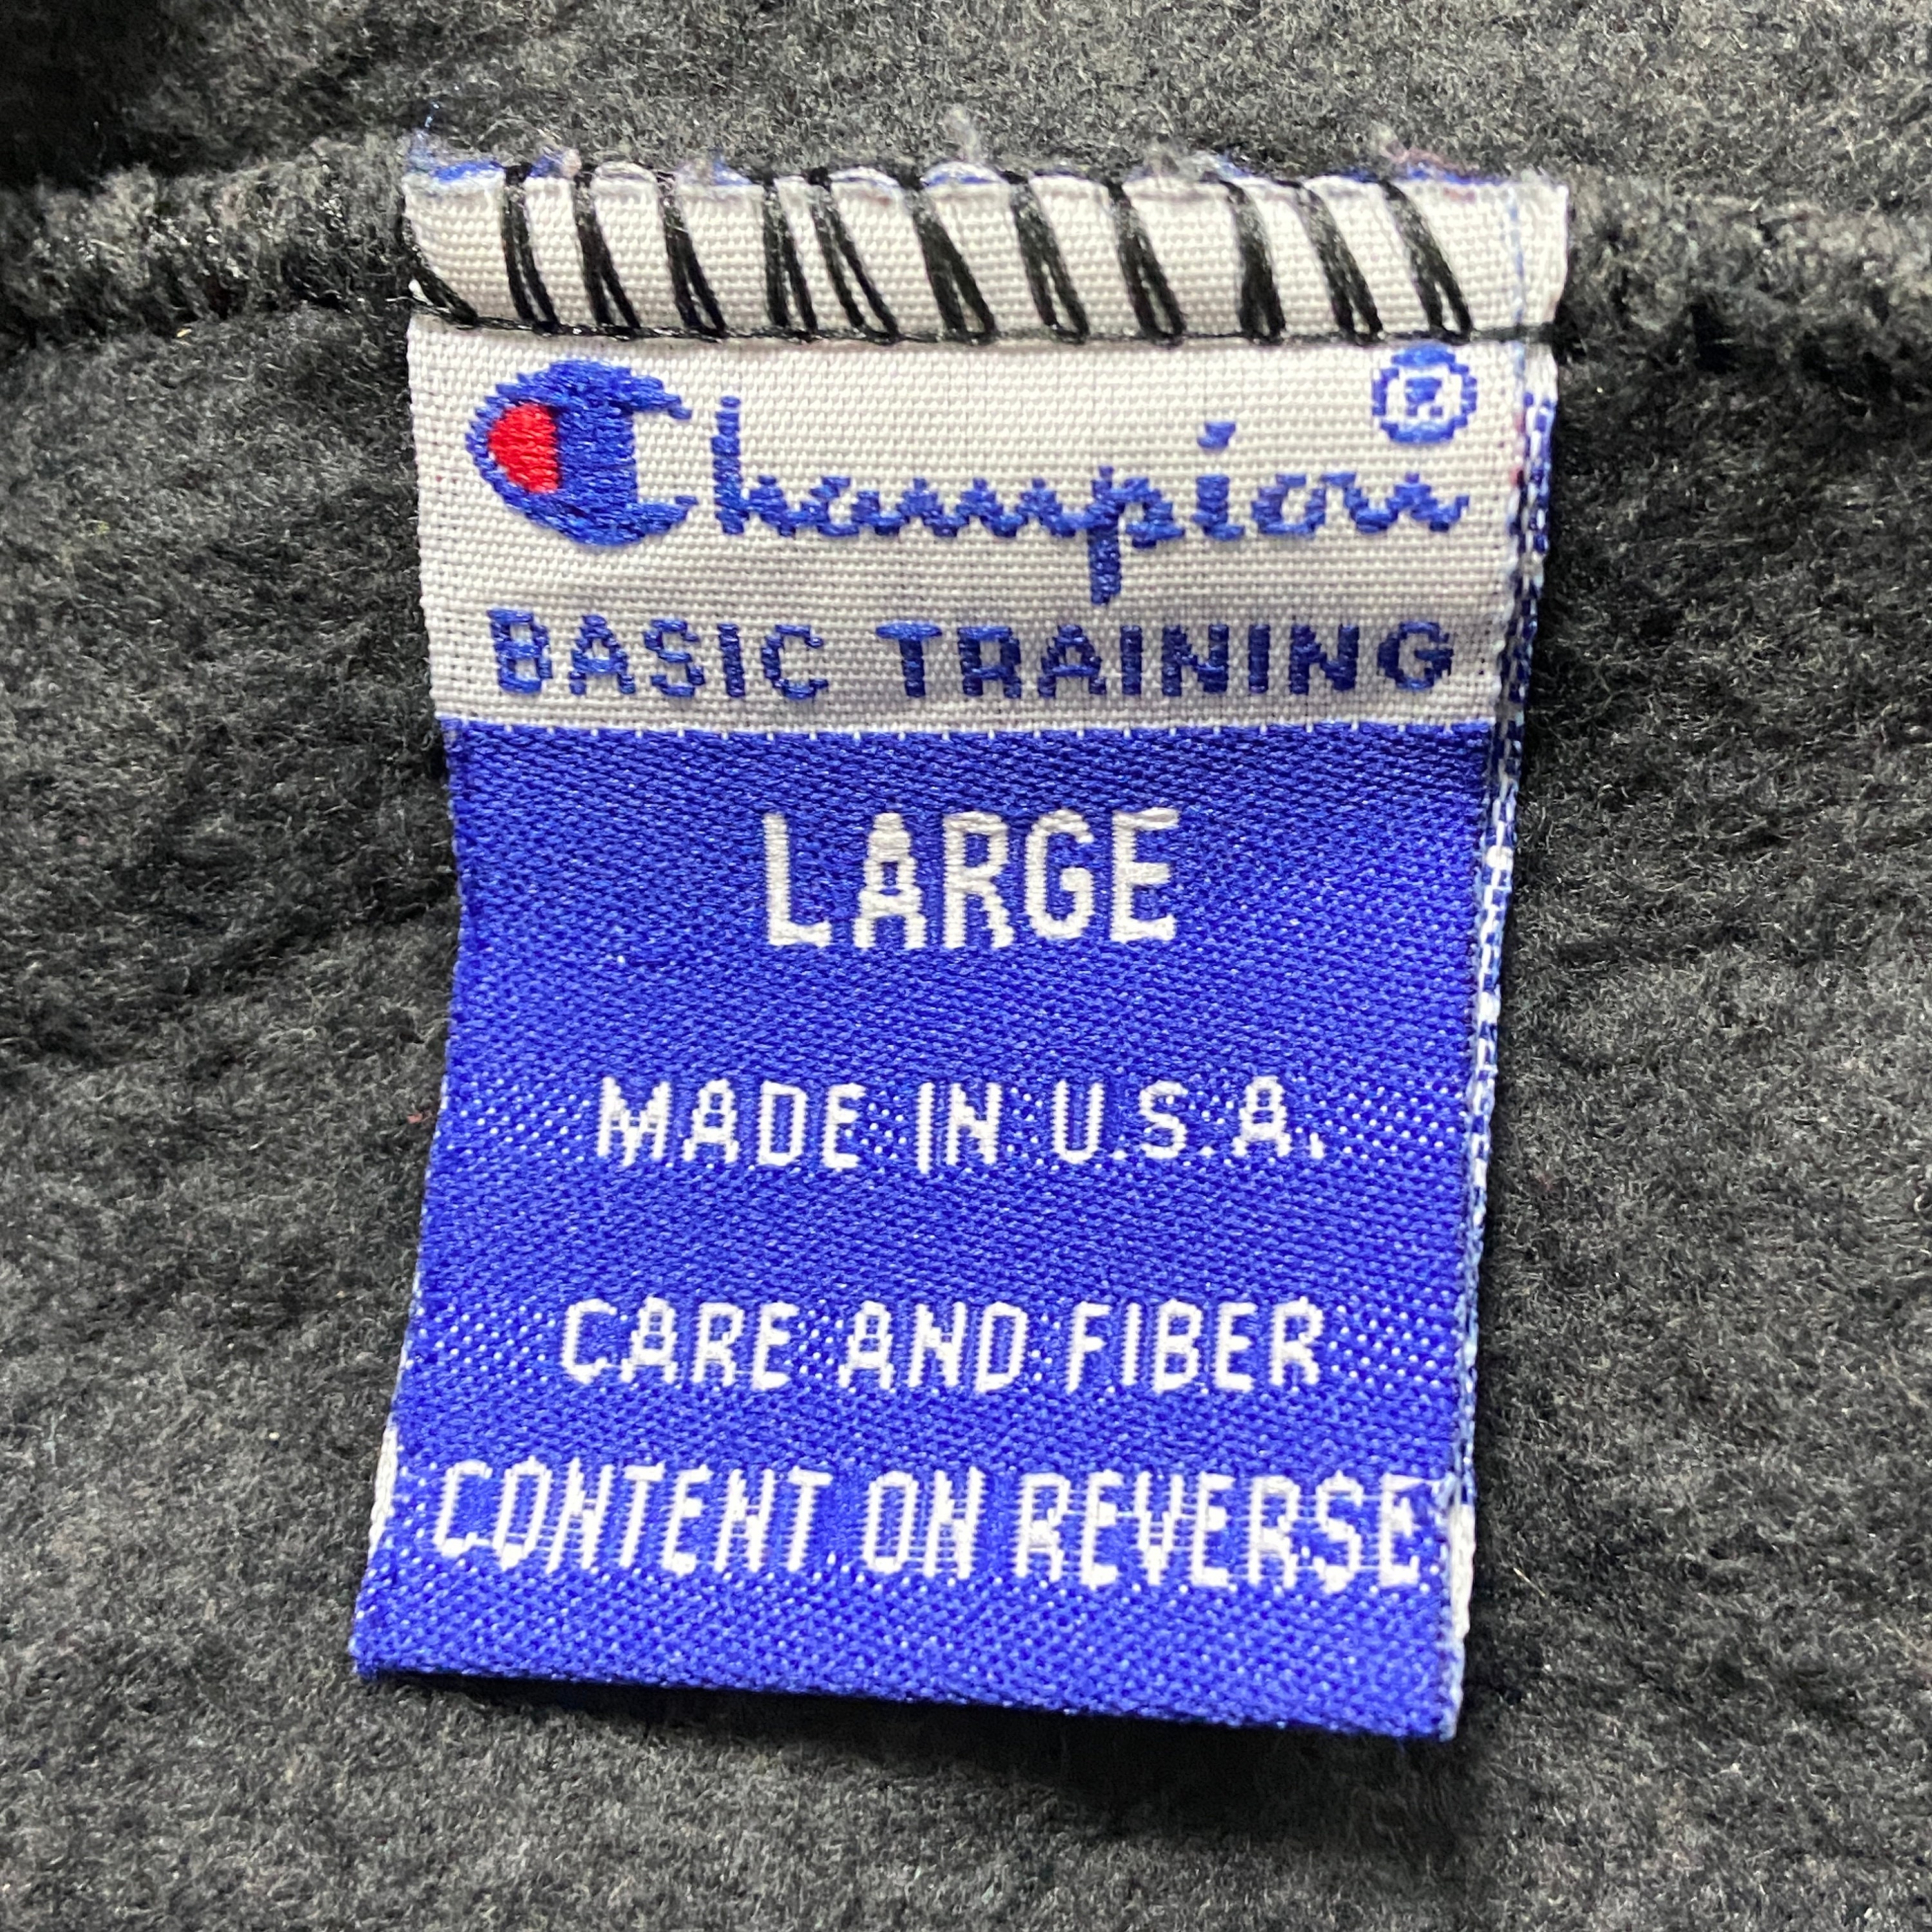 Champion®
BASIC TRAINING
LARGE
MADE IN U.S.A.
CARE AND FIBER
CONTENT ON REVERSE